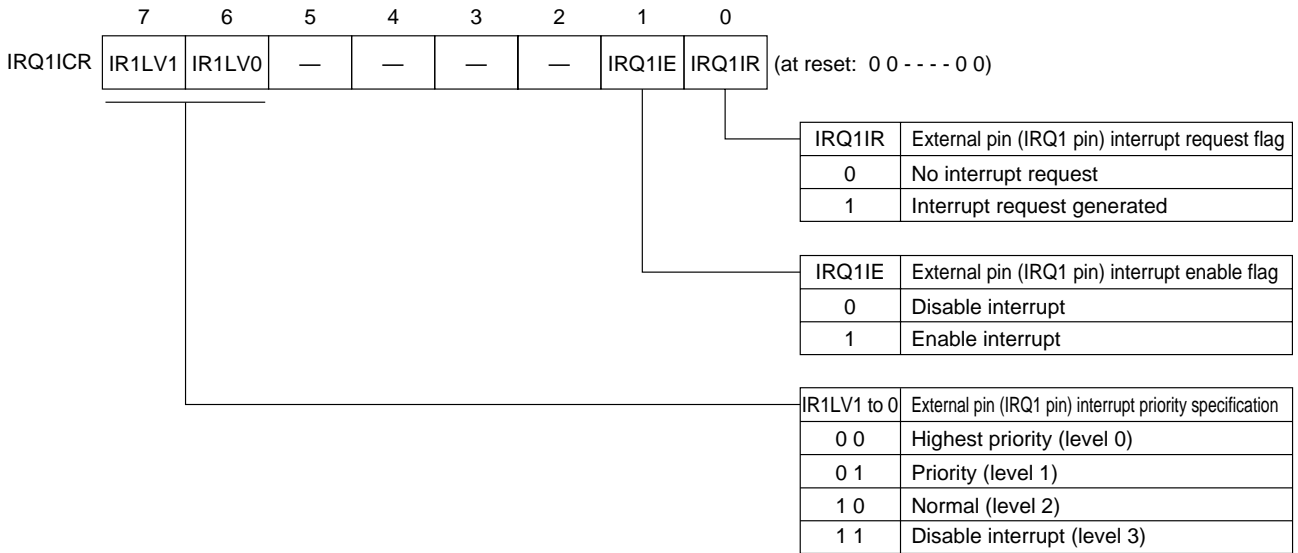 7 6 5 4 3 2 1 0
IRQ1ICR IR1LV1 IR1LV0 — — — — IRQ1IE IRQ1IR (at reset: 0 0 - - - - 0 0)
IRQ1IR External pin (IRQ1 pin) interrupt request flag
0 No interrupt request
1 Interrupt request generated
IRQ1IE External pin (IRQ1 pin) interrupt enable flag
0 Disable interrupt
1 Enable interrupt
IR1LV1 to 0 External pin (IRQ1 pin) interrupt priority specification
0 0 Highest priority (level 0)
0 1 Priority (level 1)
1 0 Normal (level 2)
1 1 Disable interrupt (level 3)